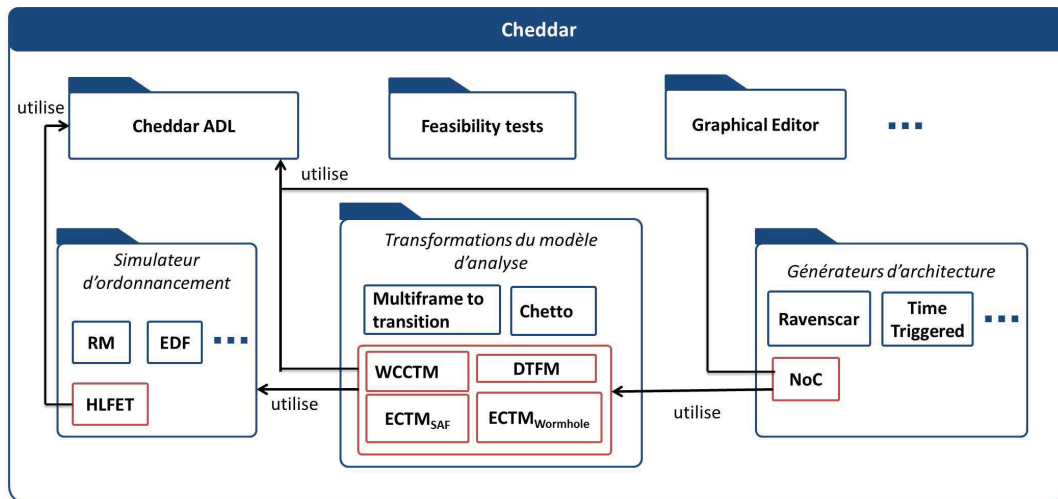 Cheddar
utilise
Cheddar ADL
Feasibility tests
Graphical Editor
...
utilise
Simulateur
d'ordonnancement
RM
EDF
...
HLFET
utilise
Transformations du modèle
d'analyse
Multiframe to
transition
Chetto
WCCTM
DTFM
ECTMSAF
ECTMWormhole
utilise
Générateurs d'architecture
Ravenscar
Time
Triggered
...
NoC